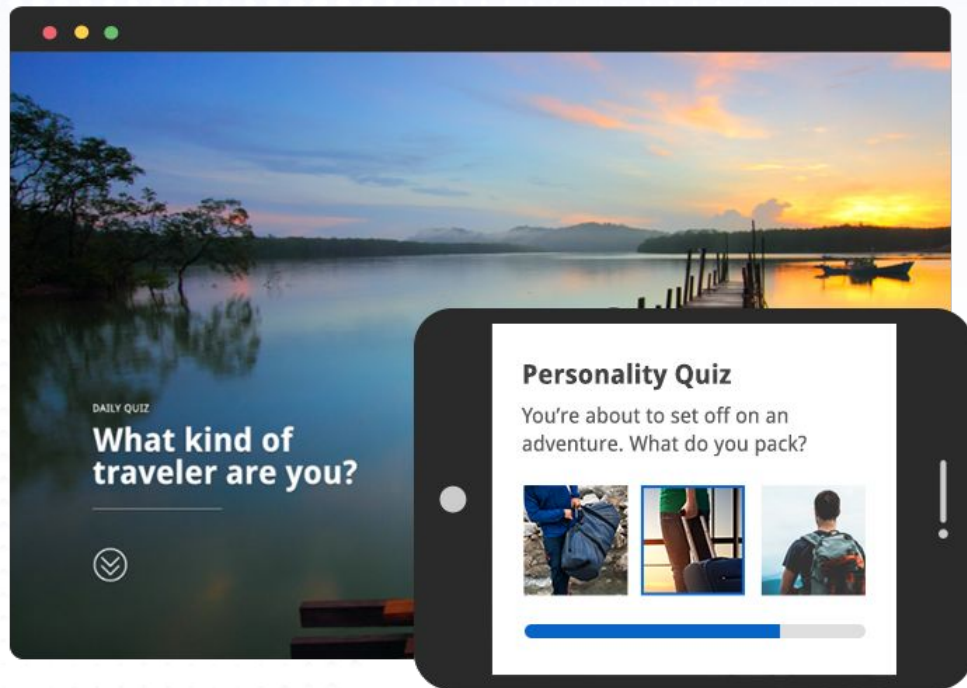 DAILY QUIZ
What kind of
traveler are you?
Personality Quiz
You're about to set off on an
adventure. What do you pack?